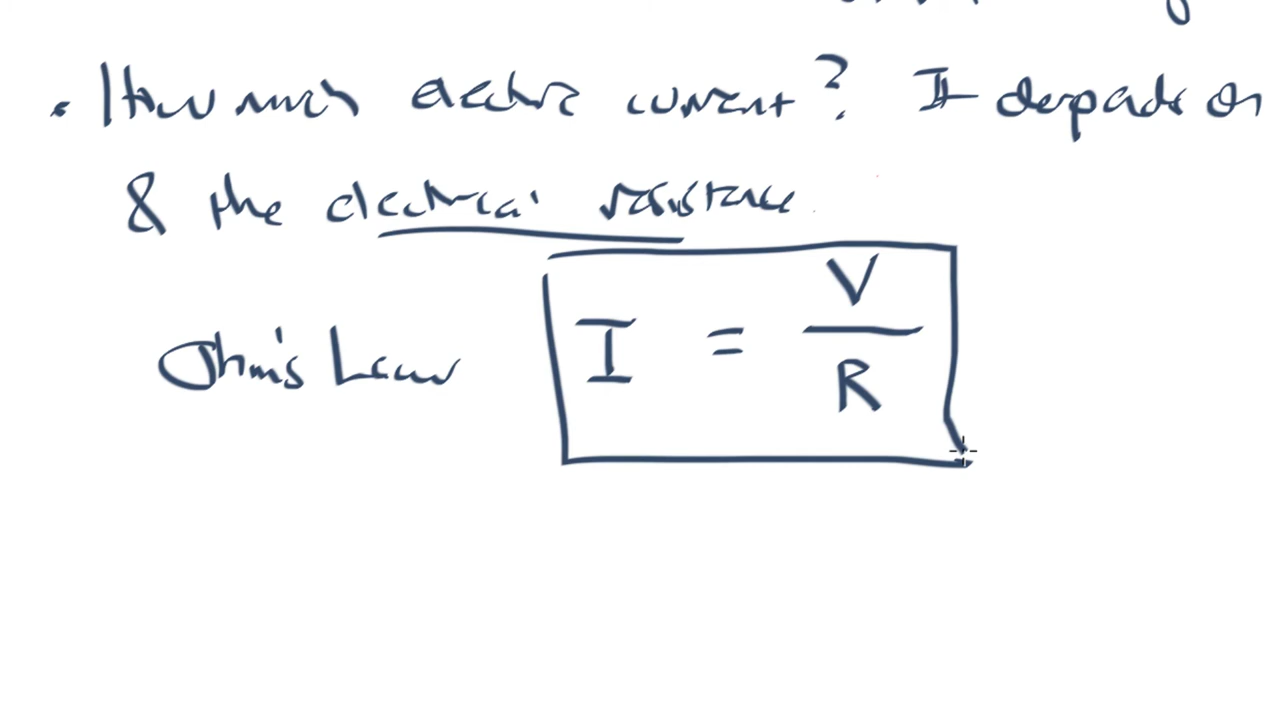 • How much electric current? It depends on
& the electrical resistance
Ohm's Law I = V/R